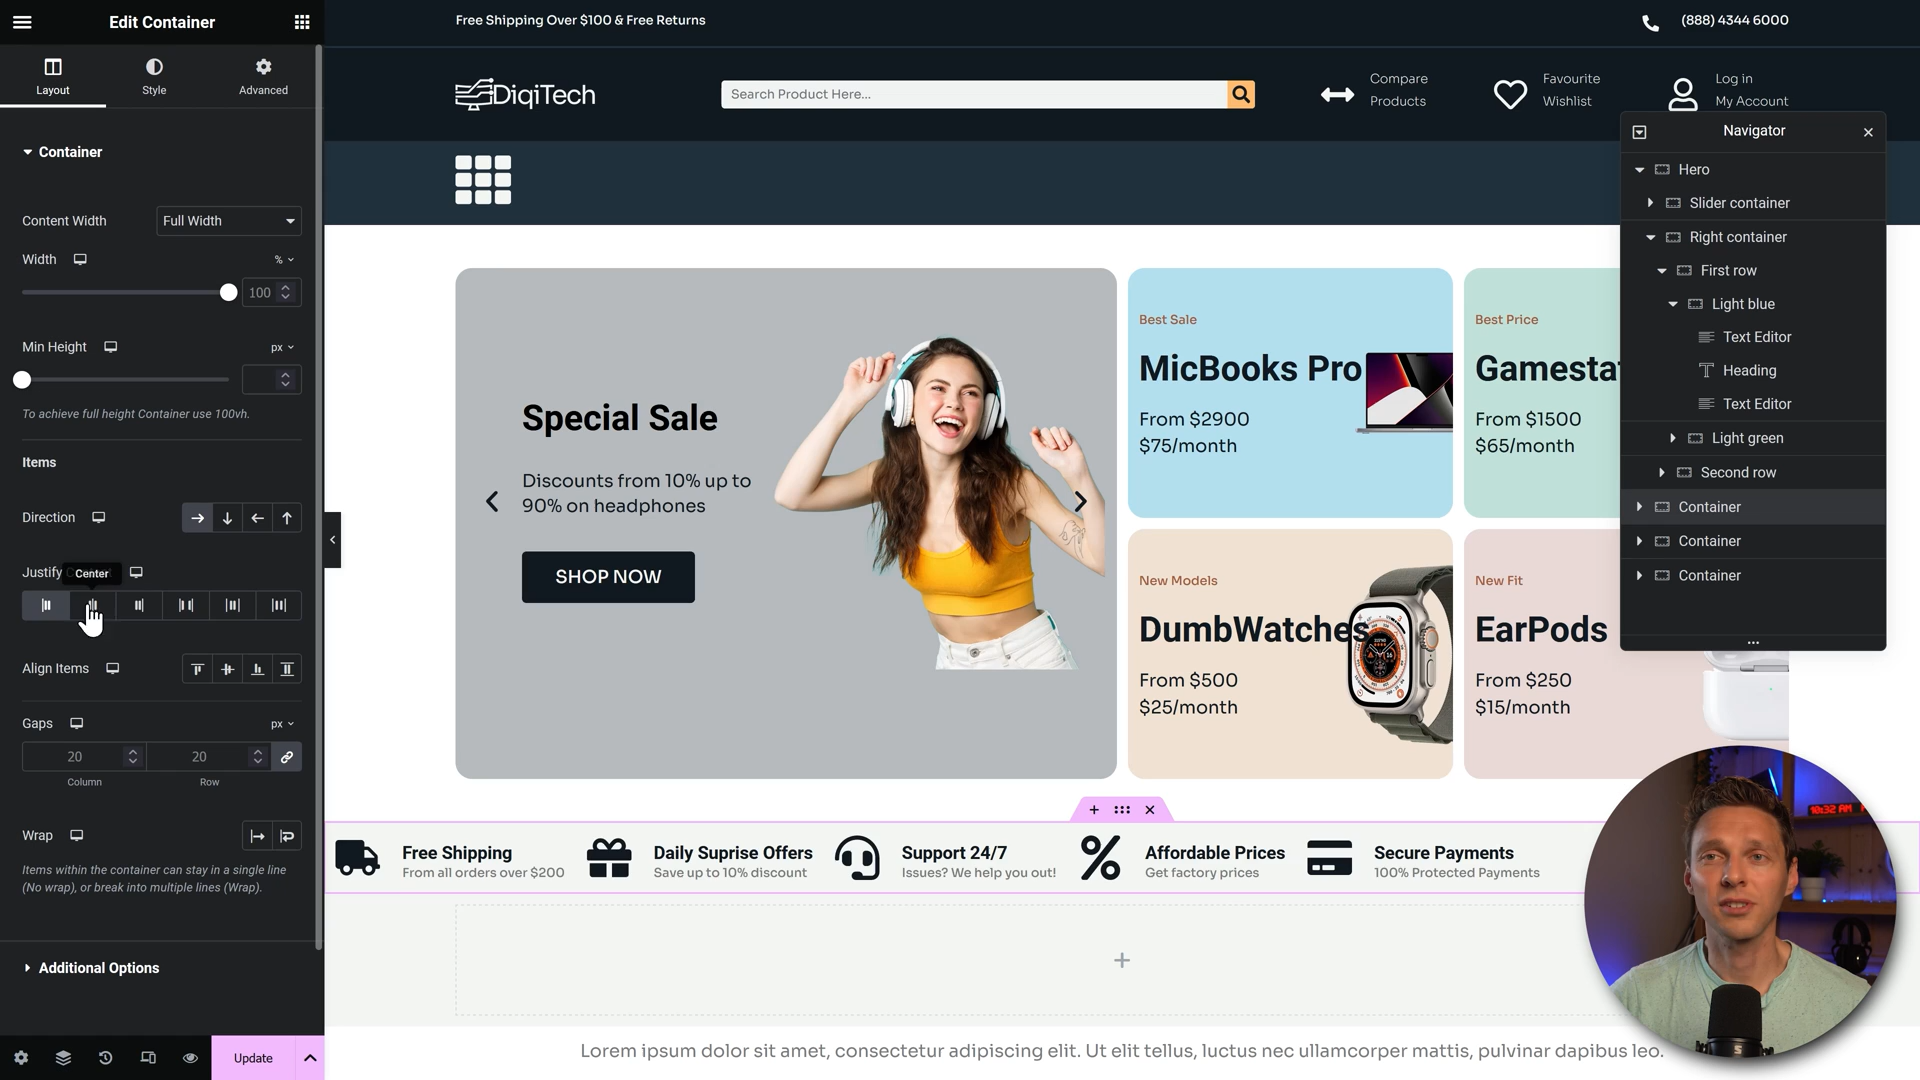 Edit Container
Free Shipping Over $100 & Free Returns
(888) 4344 6000
Layout
Style
Advanced
DiqiTech
Search Product Here...
Compare
Products
Favourite
Wishlist
Log in
My Account
Navigator
Container
Hero
Slider container
Right container
First row
Light blue
Text Editor
Heading
Text Editor
Light green
Second row
Container
Container
Container
Content Width
Full Width
Width
%
100
Min Height
px
To achieve full height Container use 100vh.
Items
Direction
Justify
Center
Align Items
Gaps
px
20
20
Column
Row
Wrap
Items within the container can stay in a single line
(No wrap), or break into multiple lines (Wrap).
Additional Options
Update
Special Sale
Discounts from 10% up to
90% on headphones
SHOP NOW
Best Sale
MicBooks Pro
From $2900
$75/month
Best Price
Gamestat
From $1500
$65/month
New Models
DumbWatches
From $500
$25/month
New Fit
EarPods
From $250
$15/month
Free Shipping
From all orders over $200
Daily Suprise Offers
Save up to 10% discount
Support 24/7
Issues? We help you out!
Affordable Prices
Get factory prices
Secure Payments
100% Protected Payments
10:32 AM
Lorem ipsum dolor sit amet, consectetur adipiscing elit. Ut elit tellus, luctus nec ullamcorper mattis, pulvinar dapibus leo.